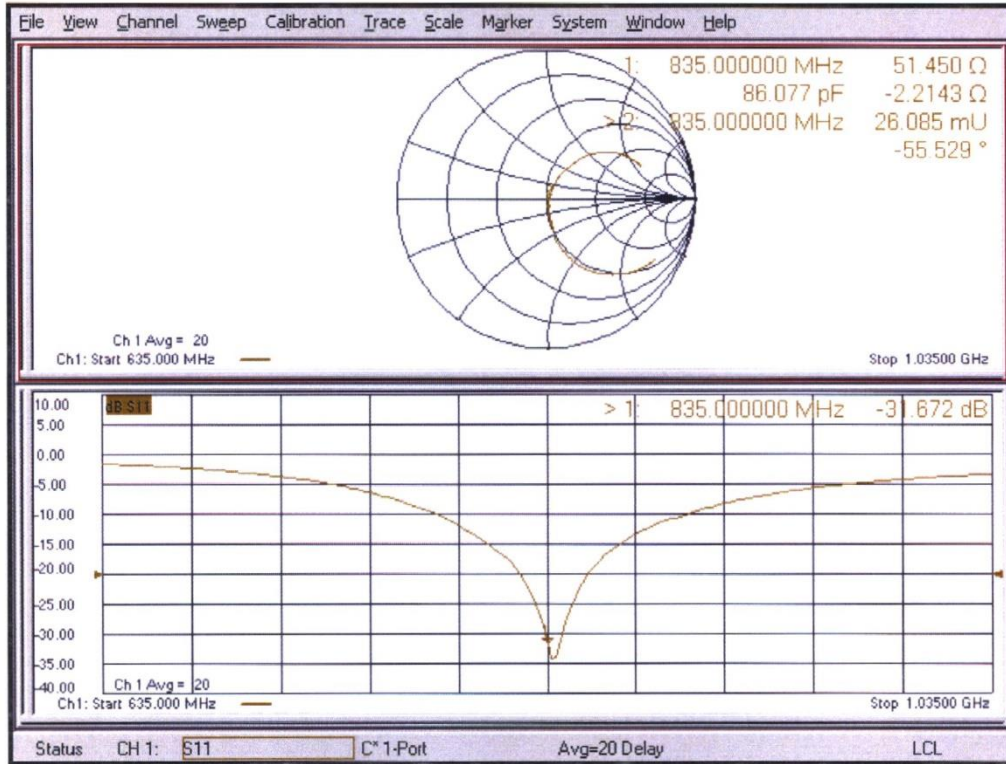 File View Channel Sweep Calibration Trace Scale Marker System Window Help
1: 835.000000 MHz 51.450 Ω
86.077 pF -2.2143 Ω
> 2: 835.000000 MHz 26.085 mU
-55.529 °
Ch 1 Avg = 20
Ch1: Start 635.000 MHz
Stop 1.03500 GHz
10.00 dB S11
> 1: 835.000000 MHz -31.672 dB
5.00
0.00
-5.00
-10.00
-15.00
-20.00
-25.00
-30.00
-35.00
-40.00
Ch 1 Avg = 20
Ch1: Start 635.000 MHz
Stop 1.03500 GHz
Status CH 1: S11 C* 1-Port Avg=20 Delay LCL